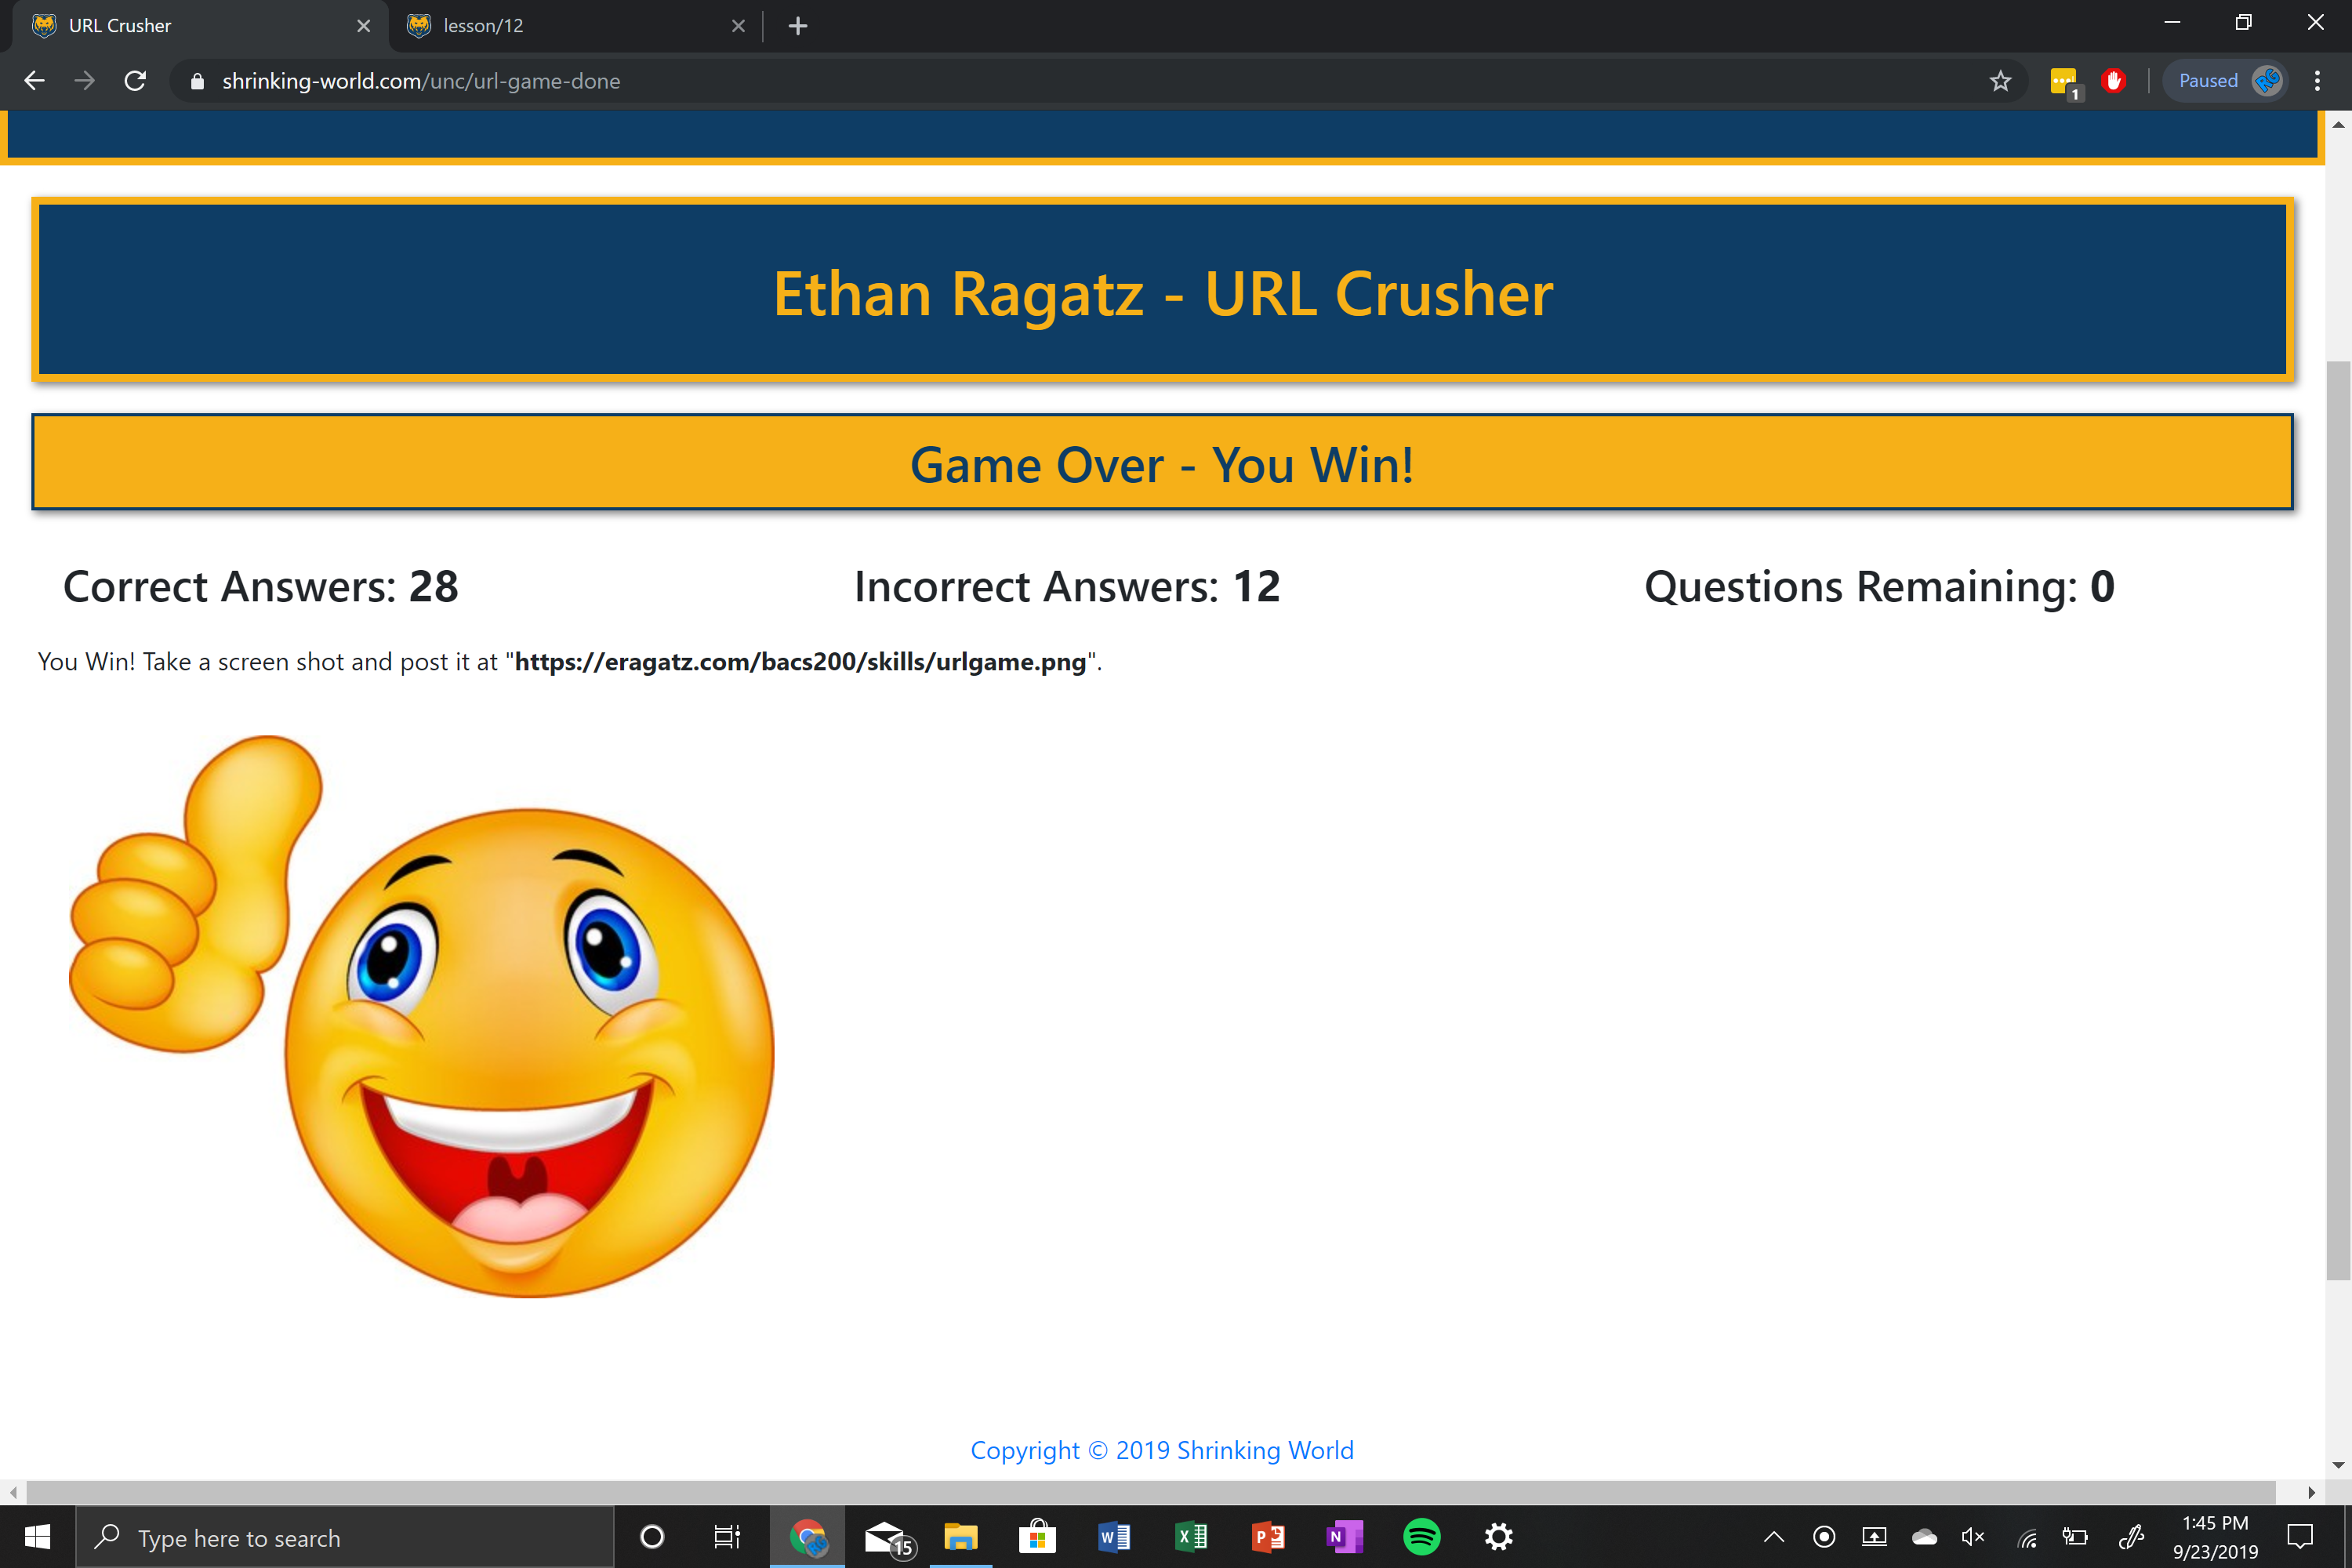 URL Crusher
lesson/12
shrinking-world.com/unc/url-game-done
1
Paused
RG
Ethan Ragatz - URL Crusher
Game Over - You Win!
Correct Answers: 28
Incorrect Answers: 12
Questions Remaining: 0
You Win! Take a screen shot and post it at "https://eragatz.com/bacs200/skills/urlgame.png".
Copyright © 2019 Shrinking World
Type here to search
15
1:45 PM
9/23/2019